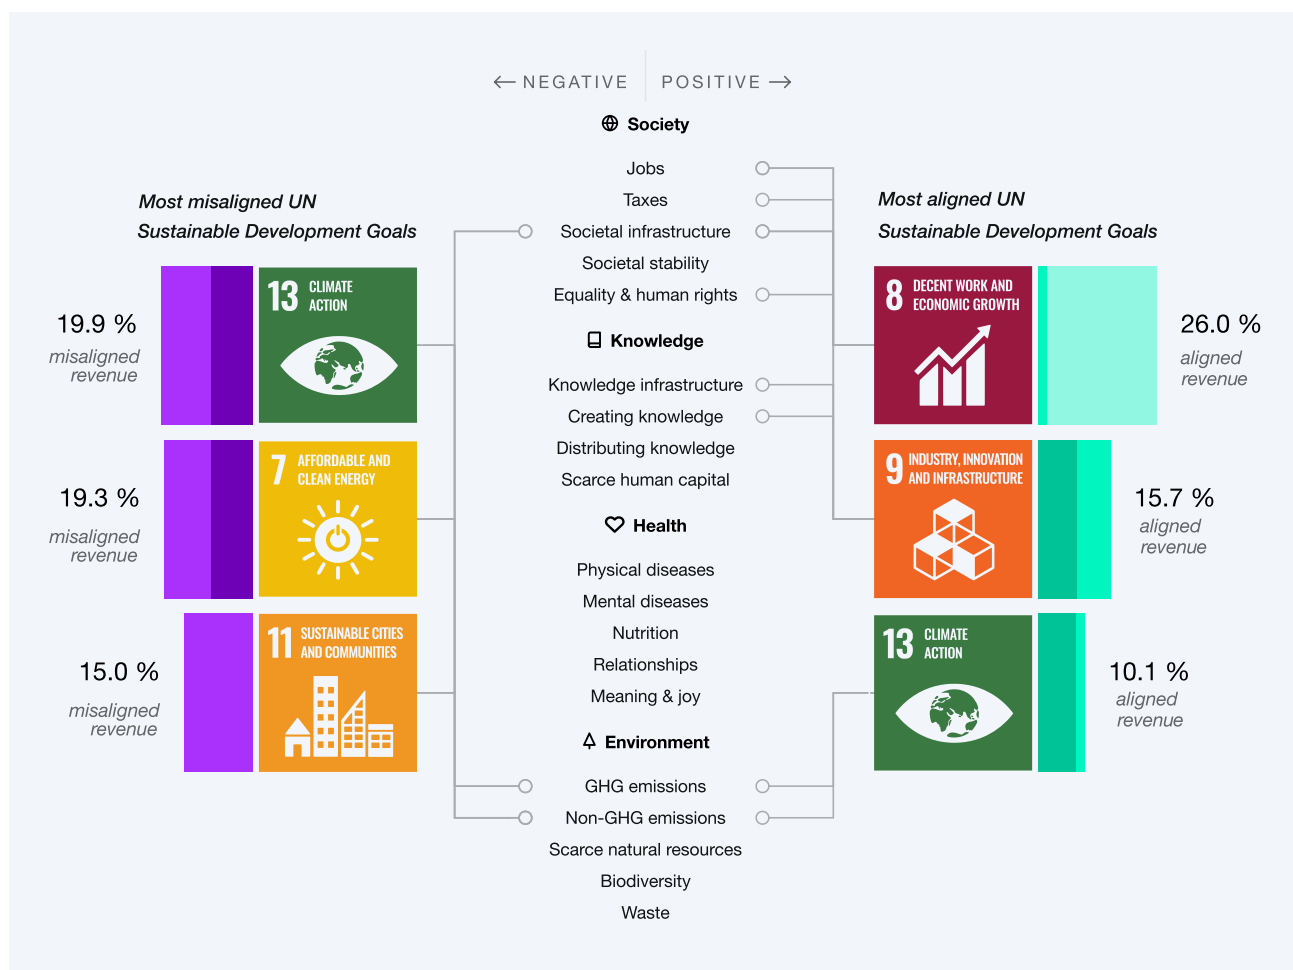 ← NEGATIVE
POSITIVE →
Society
Jobs
Taxes
Societal infrastructure
Societal stability
Equality & human rights
Knowledge
Knowledge infrastructure
Creating knowledge
Distributing knowledge
Scarce human capital
Health
Physical diseases
Mental diseases
Nutrition
Relationships
Meaning & joy
Environment
GHG emissions
Non-GHG emissions
Scarce natural resources
Biodiversity
Waste
Most misaligned UN
Sustainable Development Goals
19.9 %
misaligned
revenue
13 CLIMATE
ACTION
19.3 %
misaligned
revenue
7 AFFORDABLE AND
CLEAN ENERGY
15.0 %
misaligned
revenue
11 SUSTAINABLE CITIES
AND COMMUNITIES
Most aligned UN
Sustainable Development Goals
8 DECENT WORK AND
ECONOMIC GROWTH
26.0 %
aligned
revenue
9 INDUSTRY, INNOVATION
AND INFRASTRUCTURE
15.7 %
aligned
revenue
13 CLIMATE
ACTION
10.1 %
aligned
revenue